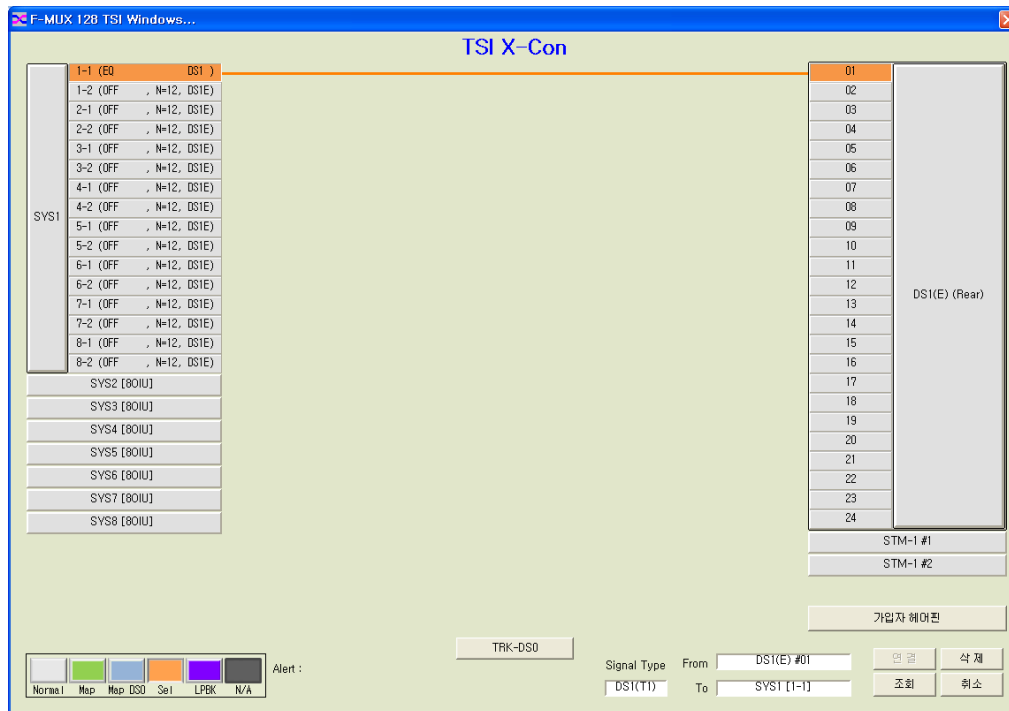 F-MUX 128 TSI Windows...
TSI X-Con
SYS1
1-1 (EQ DS1 )
1-2 (OFF , N=12, DS1E)
2-1 (OFF , N=12, DS1E)
2-2 (OFF , N=12, DS1E)
3-1 (OFF , N=12, DS1E)
3-2 (OFF , N=12, DS1E)
4-1 (OFF , N=12, DS1E)
4-2 (OFF , N=12, DS1E)
5-1 (OFF , N=12, DS1E)
5-2 (OFF , N=12, DS1E)
6-1 (OFF , N=12, DS1E)
6-2 (OFF , N=12, DS1E)
7-1 (OFF , N=12, DS1E)
7-2 (OFF , N=12, DS1E)
8-1 (OFF , N=12, DS1E)
8-2 (OFF , N=12, DS1E)
SYS2 [8OIU]
SYS3 [8OIU]
SYS4 [8OIU]
SYS5 [8OIU]
SYS6 [8OIU]
SYS7 [8OIU]
SYS8 [8OIU]
01
02
03
04
05
06
07
08
09
10
11
12
13
14
15
16
17
18
19
20
21
22
23
24
DS1(E) (Rear)
STM-1 #1
STM-1 #2
가입자 헤어핀
TRK-DS0
Normal Map Map DS0 Sel LPBK N/A
Alert :
Signal Type
DS1(T1)
From DS1(E) #01
To SYS1 [1-1]
연 결 삭 제
조회 취소